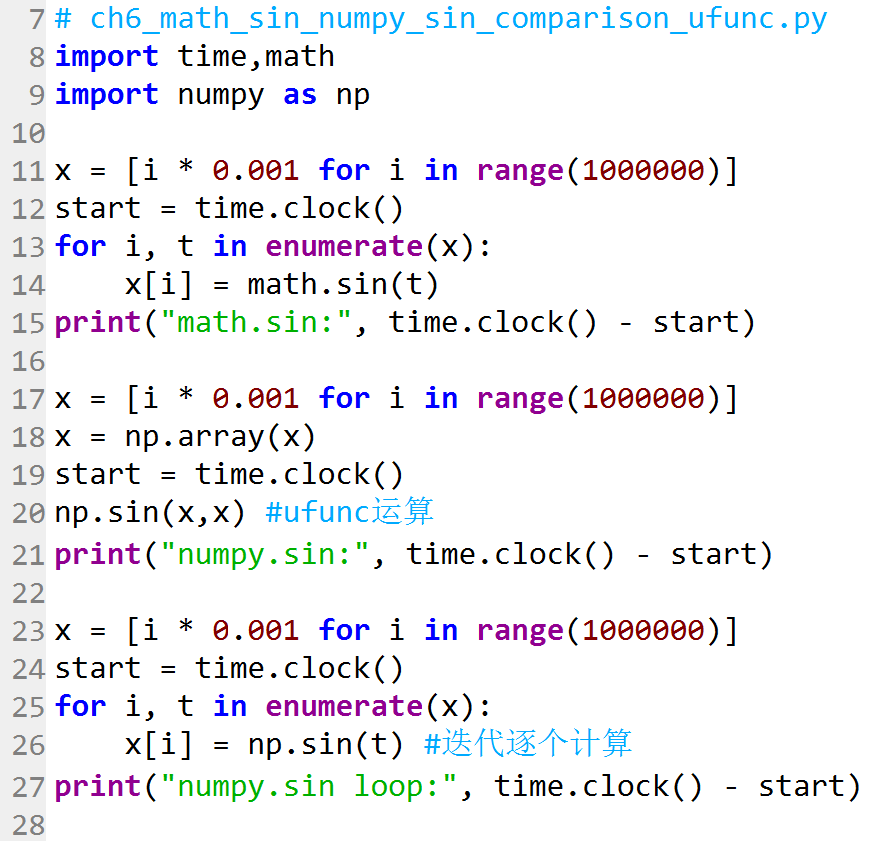 7 # ch6_math_sin_numpy_sin_comparison_ufunc.py
8 import time,math
9 import numpy as np
10
11 x = [i * 0.001 for i in range(1000000)]
12 start = time.clock()
13 for i, t in enumerate(x):
14     x[i] = math.sin(t)
15 print("math.sin:", time.clock() - start)
16
17 x = [i * 0.001 for i in range(1000000)]
18 x = np.array(x)
19 start = time.clock()
20 np.sin(x,x) #ufunc运算
21 print("numpy.sin:", time.clock() - start)
22
23 x = [i * 0.001 for i in range(1000000)]
24 start = time.clock()
25 for i, t in enumerate(x):
26     x[i] = np.sin(t) #迭代逐个计算
27 print("numpy.sin loop:", time.clock() - start)
28